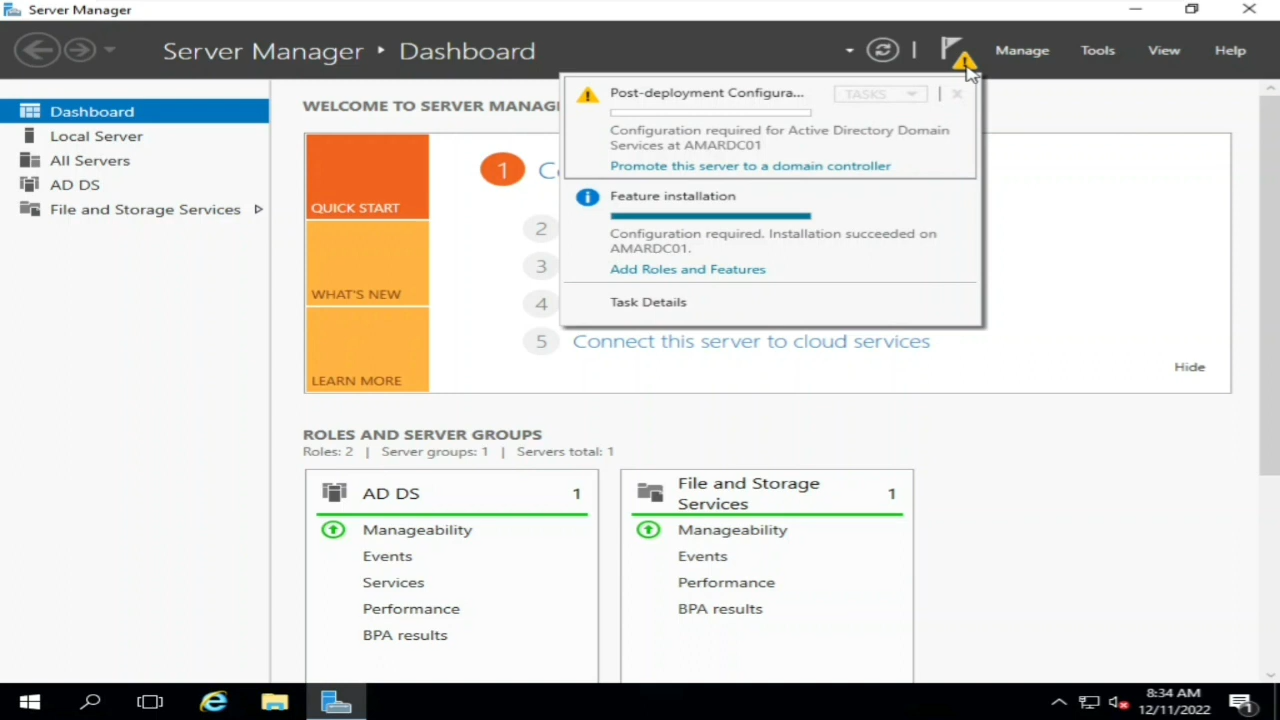 Server Manager
Server Manager ‣ Dashboard
Manage
Tools
View
Help
Dashboard
Local Server
All Servers
AD DS
File and Storage Services
WELCOME TO SERVER MANAG
QUICK START
WHAT'S NEW
LEARN MORE
1
2
3
4
5 Connect this server to cloud services
Hide
Post-deployment Configura...
TASKS
Configuration required for Active Directory Domain
Services at AMARDC01
Promote this server to a domain controller
Feature installation
Configuration required. Installation succeeded on
AMARDC01.
Add Roles and Features
Task Details
ROLES AND SERVER GROUPS
Roles: 2 | Server groups: 1 | Servers total: 1
AD DS 1
Manageability
Events
Services
Performance
BPA results
File and Storage
Services 1
Manageability
Events
Performance
BPA results
8:34 AM
12/11/2022
1